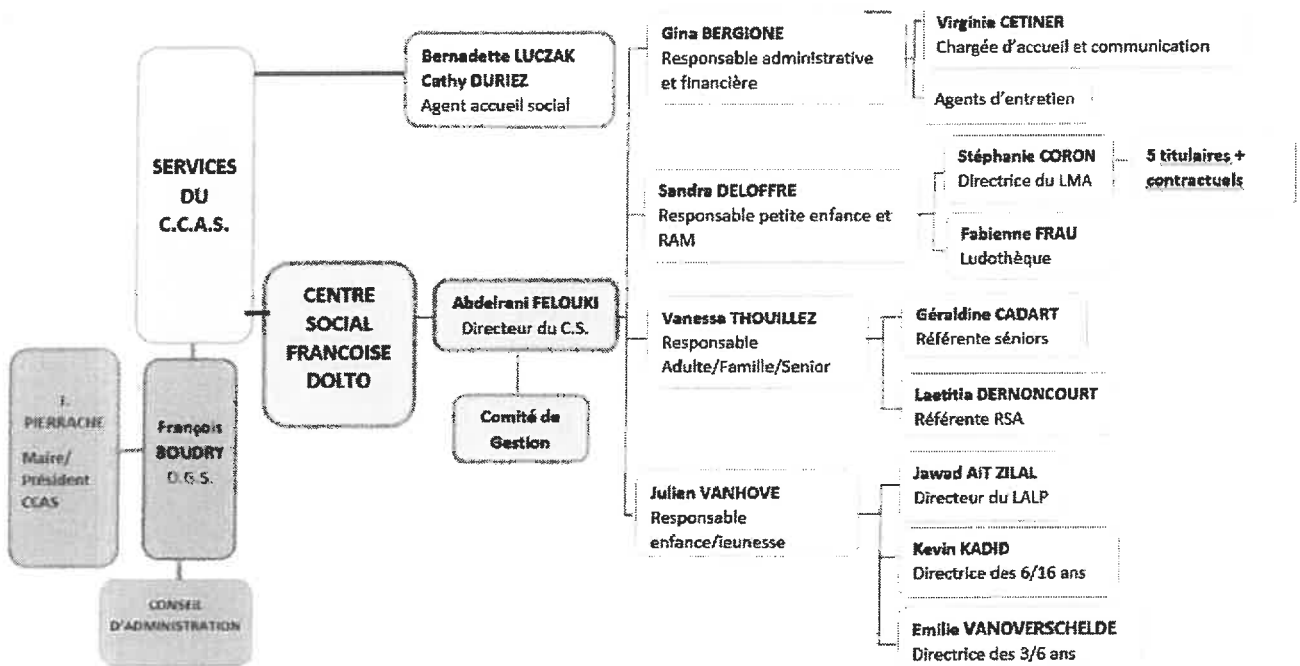 I.
PIERRACHE
Maire/
Président
CCAS
François
BOUDRY
D.G.S.
CONSEIL
D'ADMINISTRATION
SERVICES
DU
C.C.A.S.
Bernadette LUCZAK
Cathy DURIEZ
Agent accueil social
CENTRE
SOCIAL
FRANCOISE
DOLTO
Abdelrani FELOUKI
Directeur du C.S.
Comité de
Gestion
Gina BERGIONE
Responsable administrative
et financière
Virginie CETINER
Chargée d'accueil et communication
Agents d'entretien
Sandra DELOFFRE
Responsable petite enfance et
RAM
Stéphanie CORON
Directrice du LMA
5 titulaires +
contractuels
Fabienne FRAU
Ludothèque
Vanessa THOUILLEZ
Responsable
Adulte/Famille/Senior
Géraldine CADART
Référente séniors
Laetitia DERNONCOURT
Référente RSA
Julien VANHOVE
Responsable
enfance/jeunesse
Jawad AIT ZILAL
Directeur du LALP
Kevin KADID
Directrice des 6/16 ans
Emilie VANOVERSCHELDE
Directrice des 3/6 ans